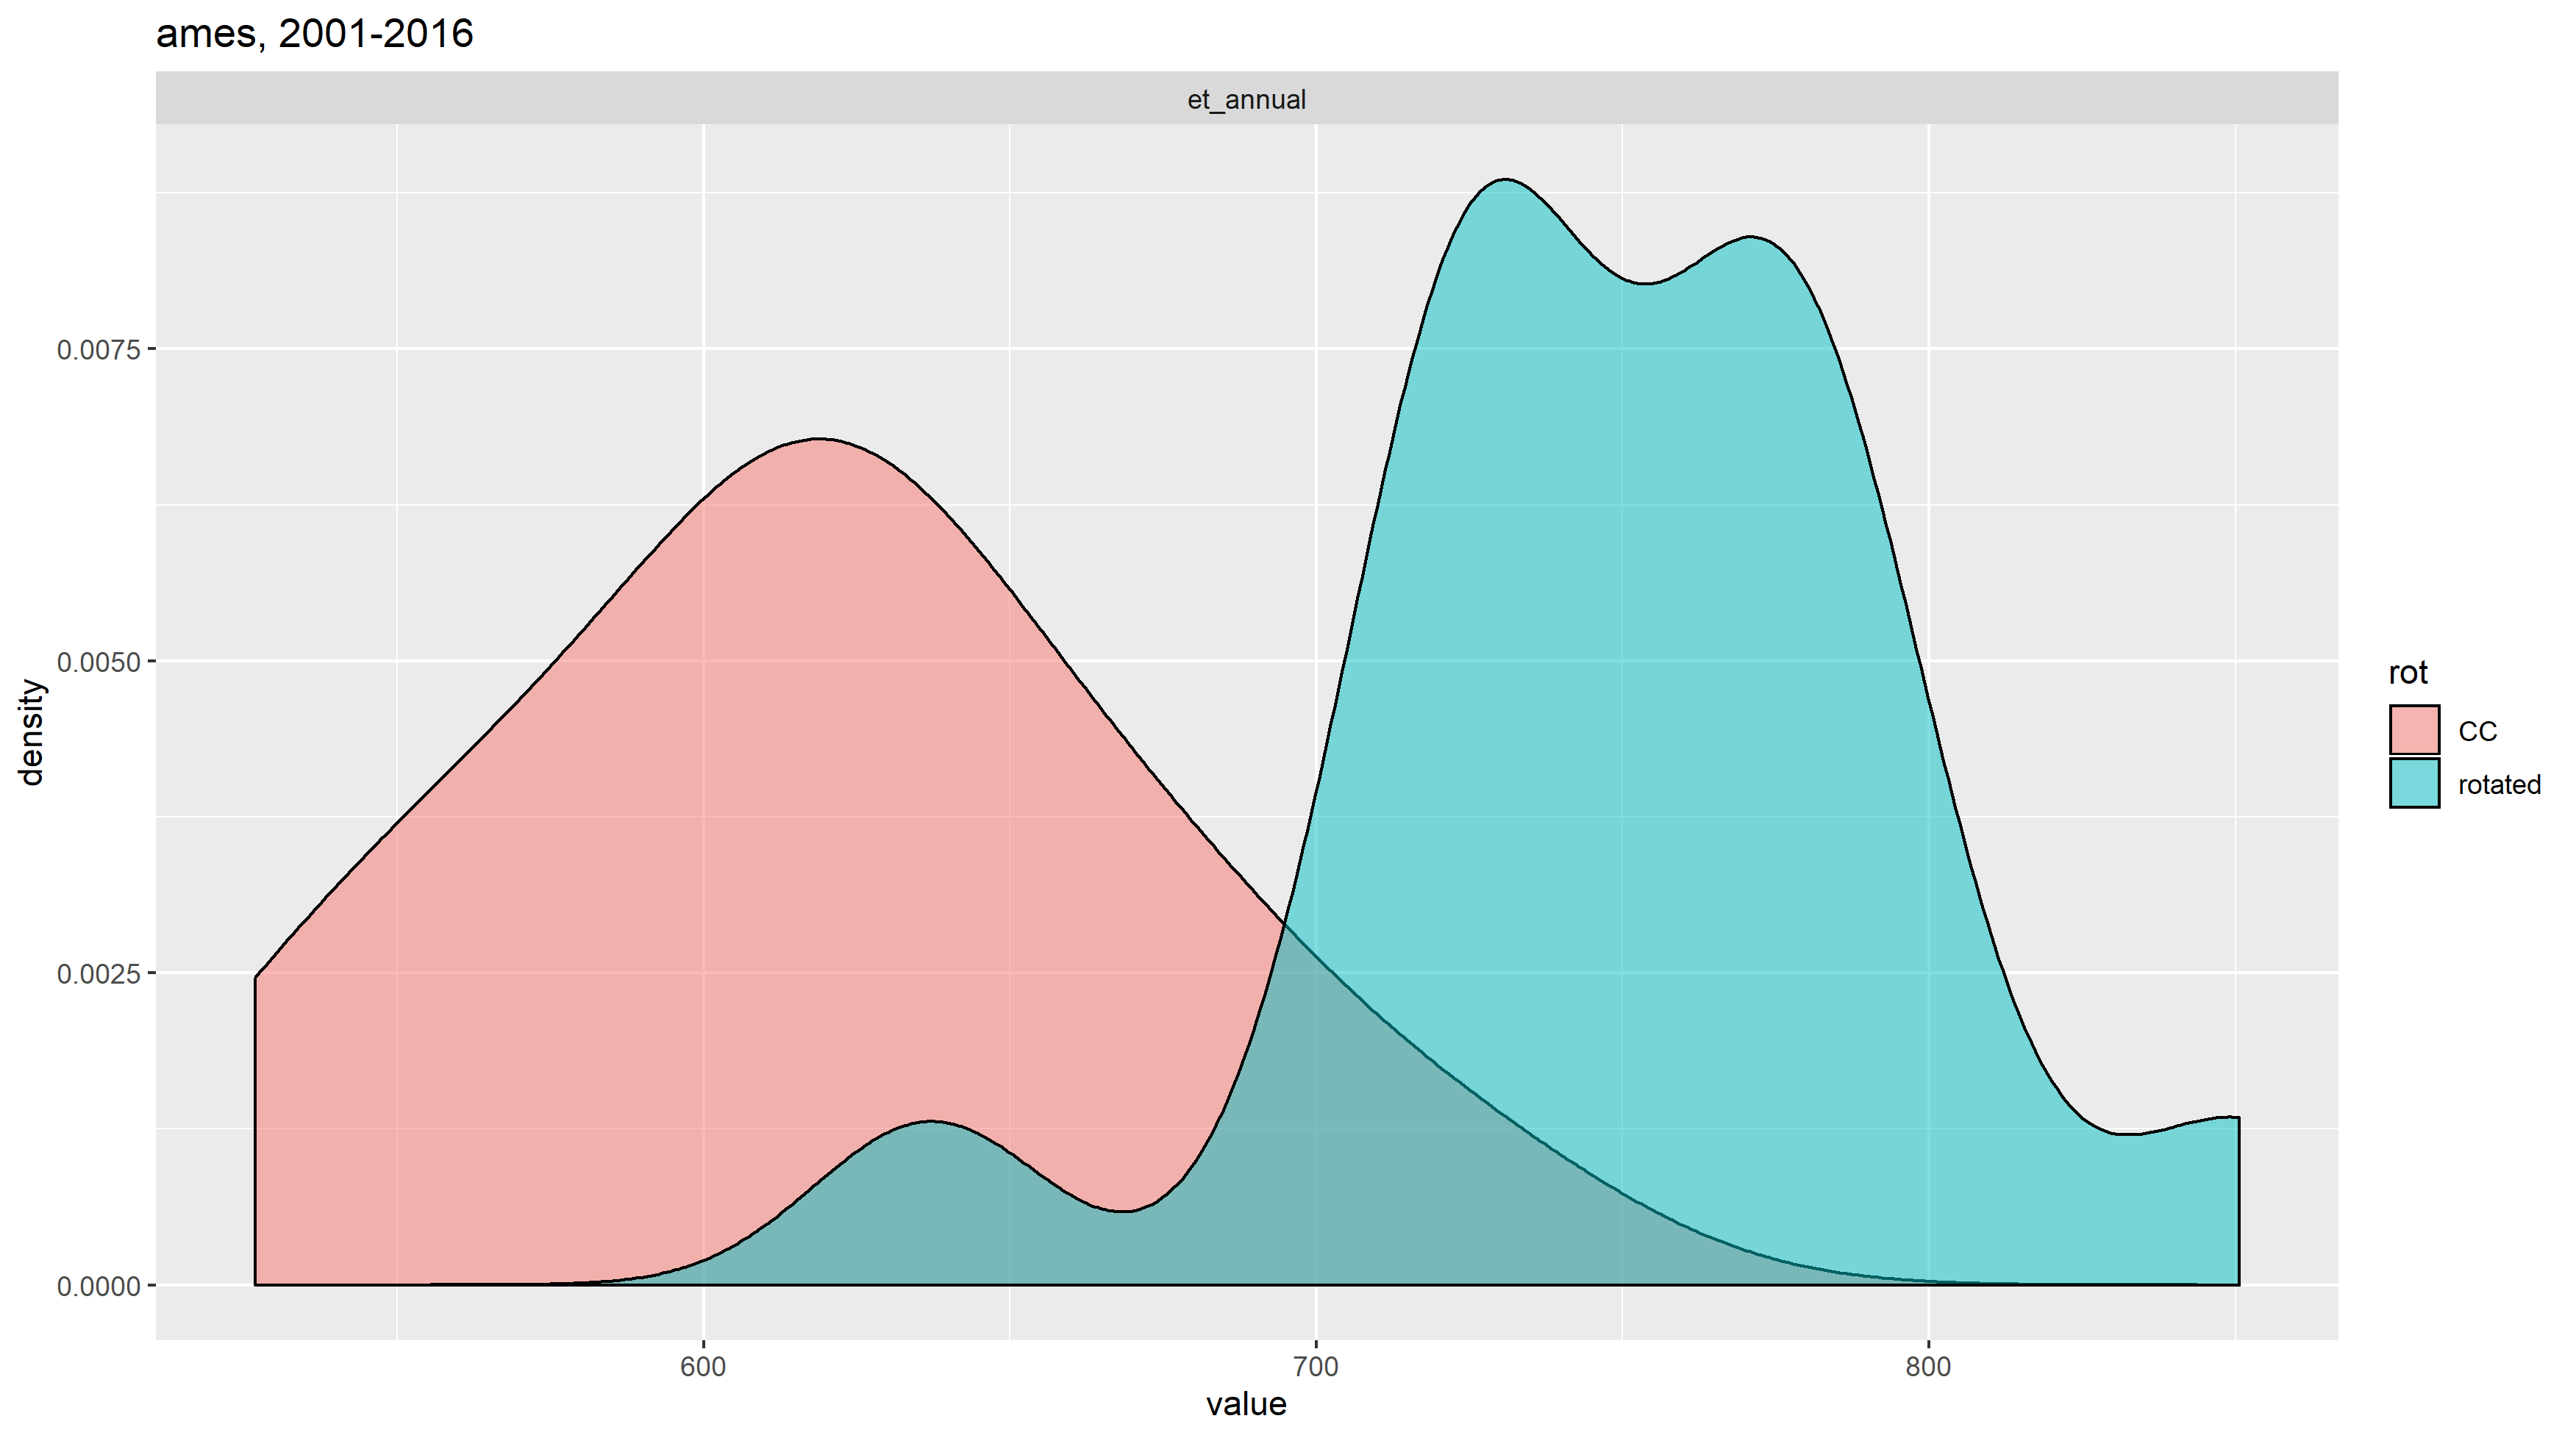 ames, 2001-2016
et_annual
0.0075
0.0050
0.0025
0.0000
density
600
700
800
value
rot
CC
rotated